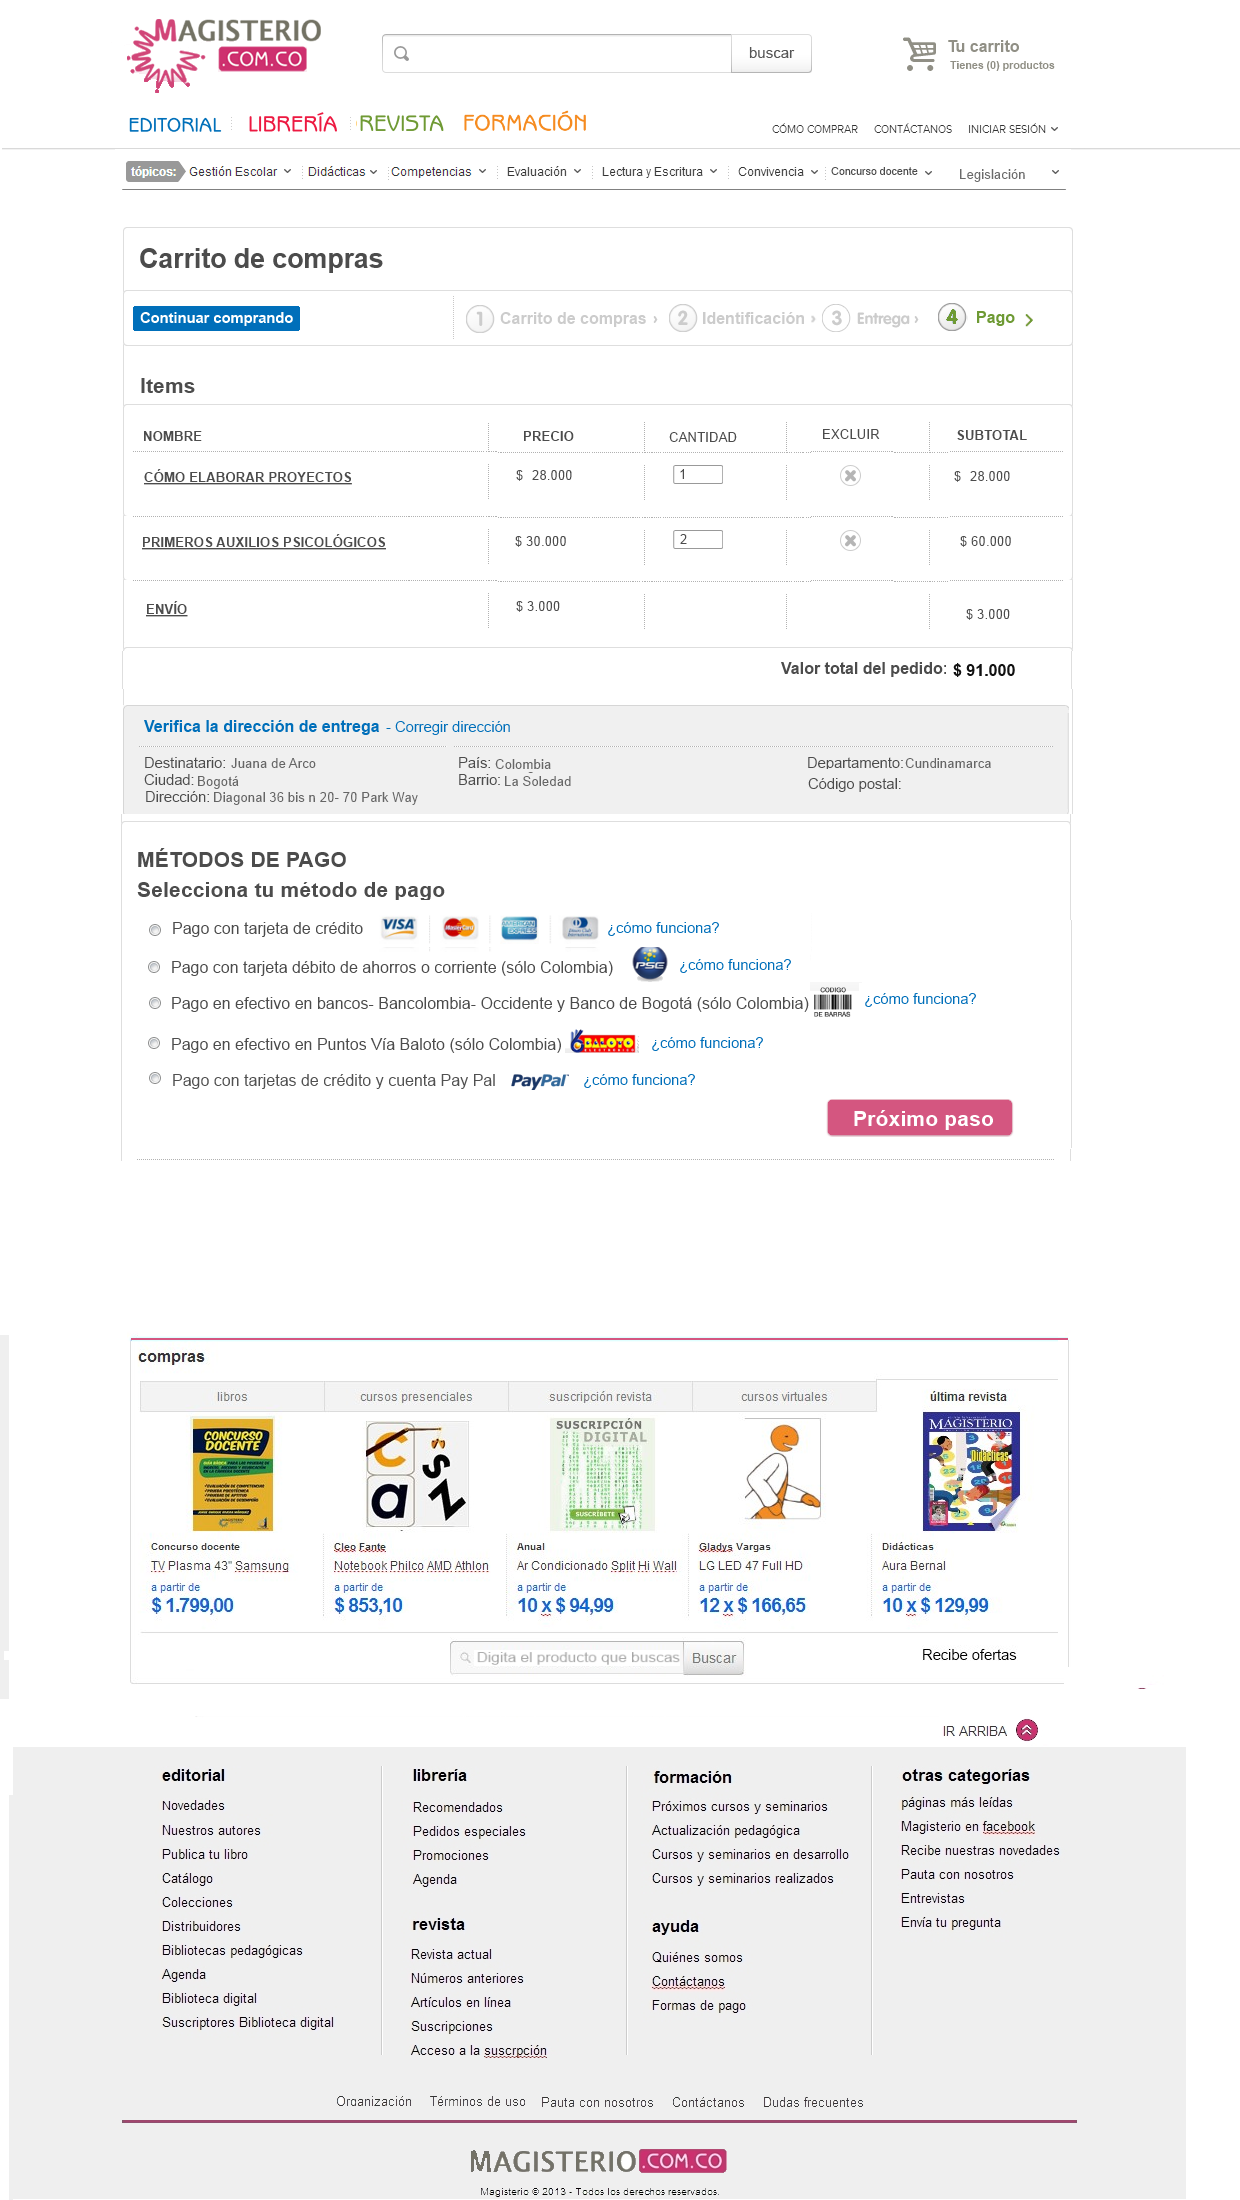 MAGISTERIO
.COM.CO
buscar
Tu carrito
Tienes (0) productos
EDITORIAL LIBRERÍA REVISTA FORMACIÓN
CÓMO COMPRAR CONTÁCTANOS INICIAR SESIÓN
tópicos: Gestión Escolar Didácticas Competencias Evaluación Lectura y Escritura Convivencia Concurso docente Legislación
Carrito de compras
Continuar comprando
1 Carrito de compras › 2 Identificación › 3 Entrega › 4 Pago
Items
NOMBRE PRECIO CANTIDAD EXCLUIR SUBTOTAL
CÓMO ELABORAR PROYECTOS $ 28.000 1 $ 28.000
PRIMEROS AUXILIOS PSICOLÓGICOS $ 30.000 2 $ 60.000
ENVÍO $ 3.000 $ 3.000
Valor total del pedido: $ 91.000
Verifica la dirección de entrega - Corregir dirección
Destinatario: Juana de Arco País: Colombia Departamento: Cundinamarca
Ciudad: Bogotá Barrio: La Soledad Código postal:
Dirección: Diagonal 36 bis n 20- 70 Park Way
MÉTODOS DE PAGO
Selecciona tu método de pago
Pago con tarjeta de crédito VISA MasterCard AMERICAN EXPRESS Diners Club International ¿cómo funciona?
Pago con tarjeta débito de ahorros o corriente (sólo Colombia) PSE ¿cómo funciona?
Pago en efectivo en bancos- Bancolombia- Occidente y Banco de Bogotá (sólo Colombia) CODIGO DE BARRAS ¿cómo funciona?
Pago en efectivo en Puntos Vía Baloto (sólo Colombia) BALOTO ¿cómo funciona?
Pago con tarjetas de crédito y cuenta Pay Pal PayPal ¿cómo funciona?
Próximo paso
compras
libros cursos presenciales suscripción revista cursos virtuales última revista
CONCURSO DOCENTE
c a s z
SUSCRIPCIÓN
DIGITAL
SUSCRÍBETE
MAGISTERIO
Didácticas
Concurso docente Cleo Fante Anual Gladys Vargas Didácticas
TV Plasma 43" Samsung Notebook Philco AMD Athlon Ar Condicionado Split Hi Wall LG LED 47 Full HD Aura Bernal
a partir de a partir de a partir de a partir de a partir de
$ 1.799,00 $ 853,10 10 x $ 94,99 12 x $ 166,65 10 x $ 129,99
Digita el producto que buscas Buscar
Recibe ofertas
IR ARRIBA
editorial
Novedades
Nuestros autores
Publica tu libro
Catálogo
Colecciones
Distribuidores
Bibliotecas pedagógicas
Agenda
Biblioteca digital
Suscriptores Biblioteca digital
librería
Recomendados
Pedidos especiales
Promociones
Agenda
revista
Revista actual
Números anteriores
Artículos en línea
Suscripciones
Acceso a la suscrpción
formación
Próximos cursos y seminarios
Actualización pedagógica
Cursos y seminarios en desarrollo
Cursos y seminarios realizados
ayuda
Quiénes somos
Contáctanos
Formas de pago
otras categorías
páginas más leídas
Magisterio en facebook
Recibe nuestras novedades
Pauta con nosotros
Entrevistas
Envía tu pregunta
Organización Términos de uso Pauta con nosotros Contáctanos Dudas frecuentes
MAGISTERIO.COM.CO
Magisterio © 2013 - Todos los derechos reservados.